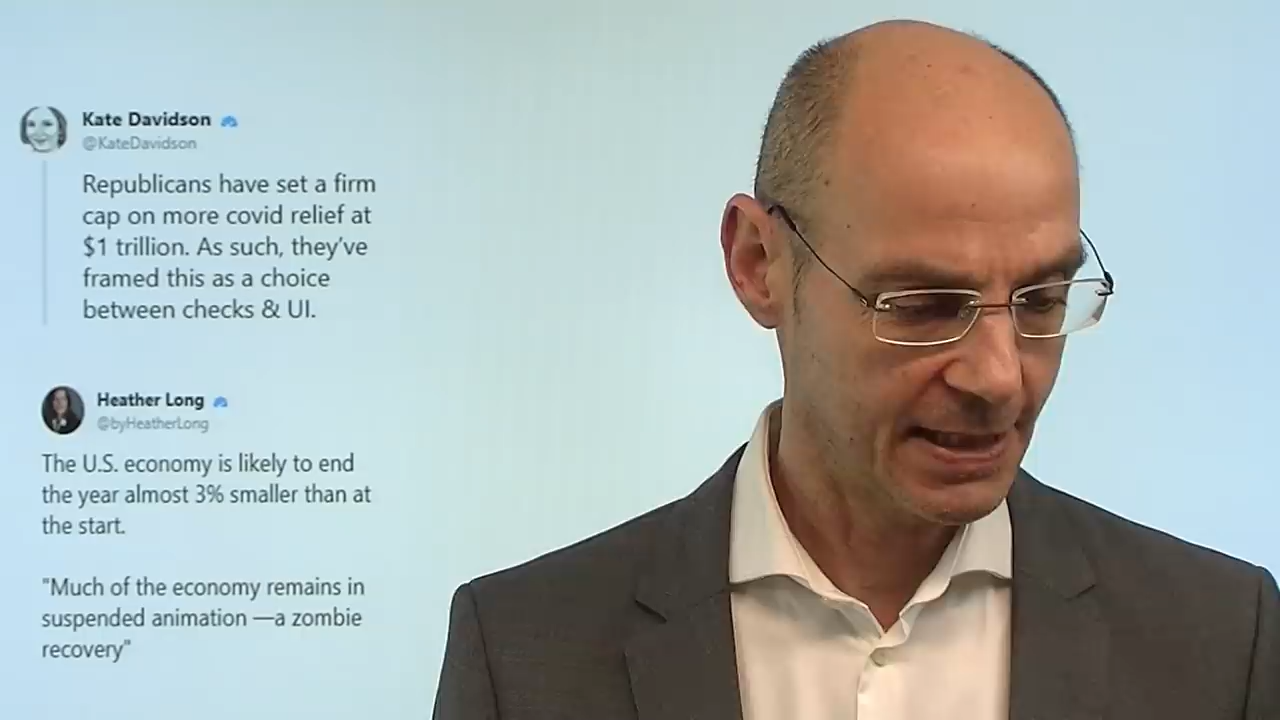 Kate Davidson
@KateDavidson
Republicans have set a firm
cap on more covid relief at
$1 trillion. As such, they've
framed this as a choice
between checks & UI.
Heather Long
@byHeatherLong
The U.S. economy is likely to end
the year almost 3% smaller than at
the start.
"Much of the economy remains in
suspended animation —a zombie
recovery"